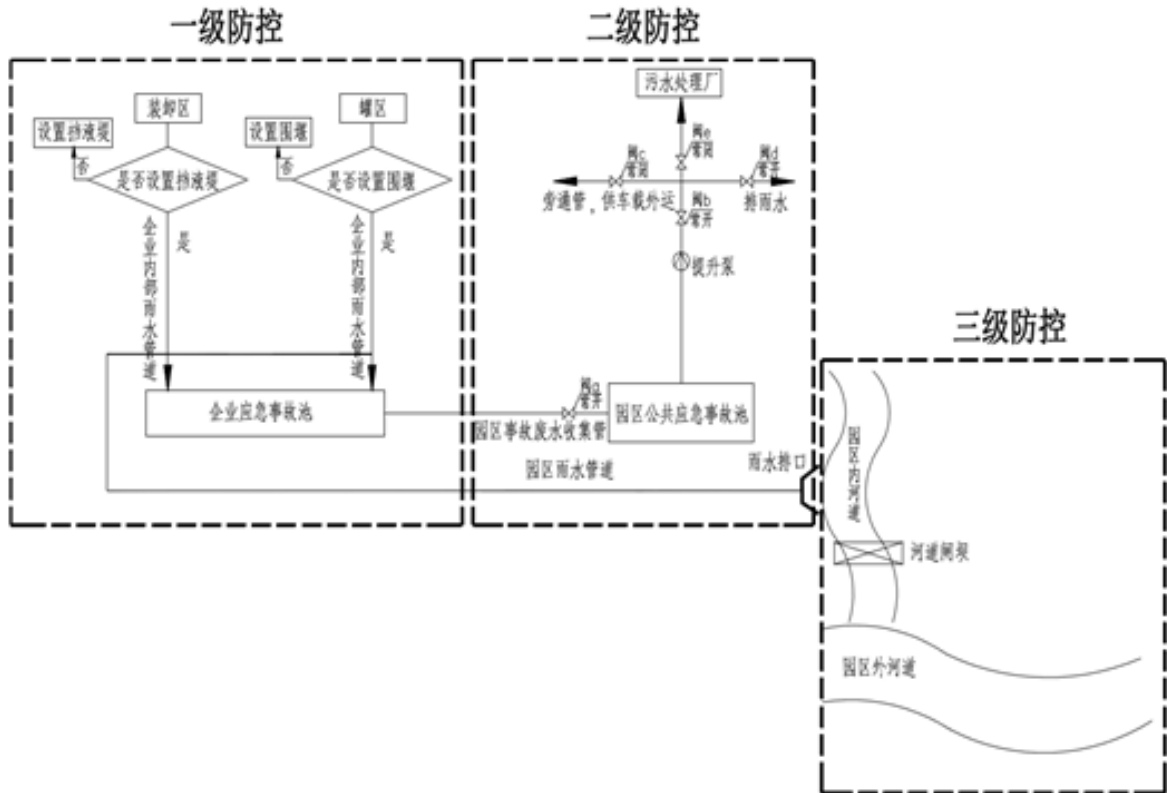 一级防控
二级防控
三级防控
装卸区
设置挡液堤
否
是否设置挡液堤
是
企业内部雨水管道
罐区
设置围堰
否
是否设置围堰
是
企业内部雨水管道
企业应急事故池
污水处理厂
阀e
常闭
阀c
常闭
阀d
常开
旁通管，供车载外运
排雨水
阀b
常开
提升泵
阀a
常开
园区公共应急事故池
园区事故废水收集管
园区雨水管道
雨水排口
园区内河道
河道闸坝
园区外河道